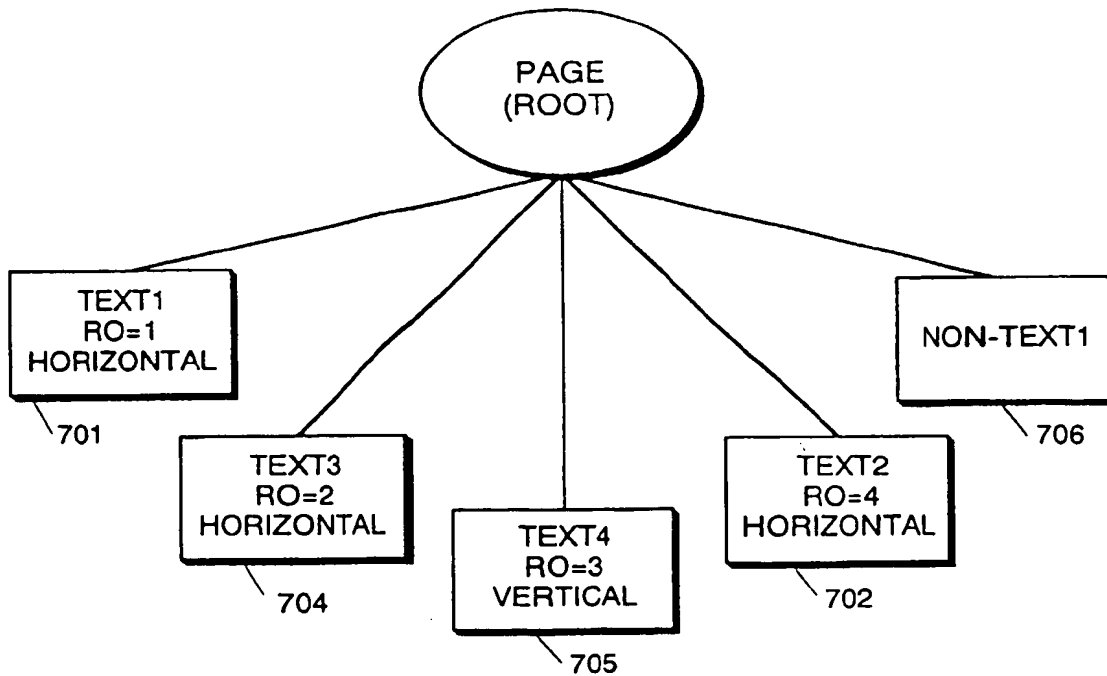 PAGE
(ROOT)
TEXT1
RO=1
HORIZONTAL
701
NON-TEXT1
706
TEXT3
RO=2
HORIZONTAL
704
TEXT4
RO=3
VERTICAL
705
TEXT2
RO=4
HORIZONTAL
702